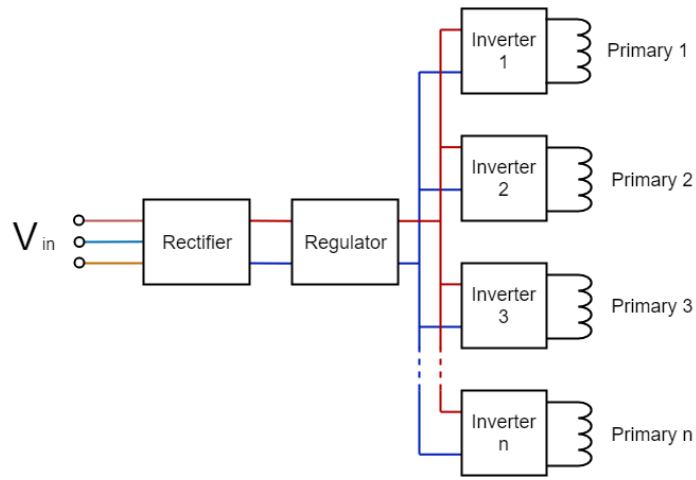 Inverter
1
Primary 1
Inverter
2
Primary 2
V in
Rectifier
Regulator
Inverter
3
Primary 3
Inverter
n
Primary n